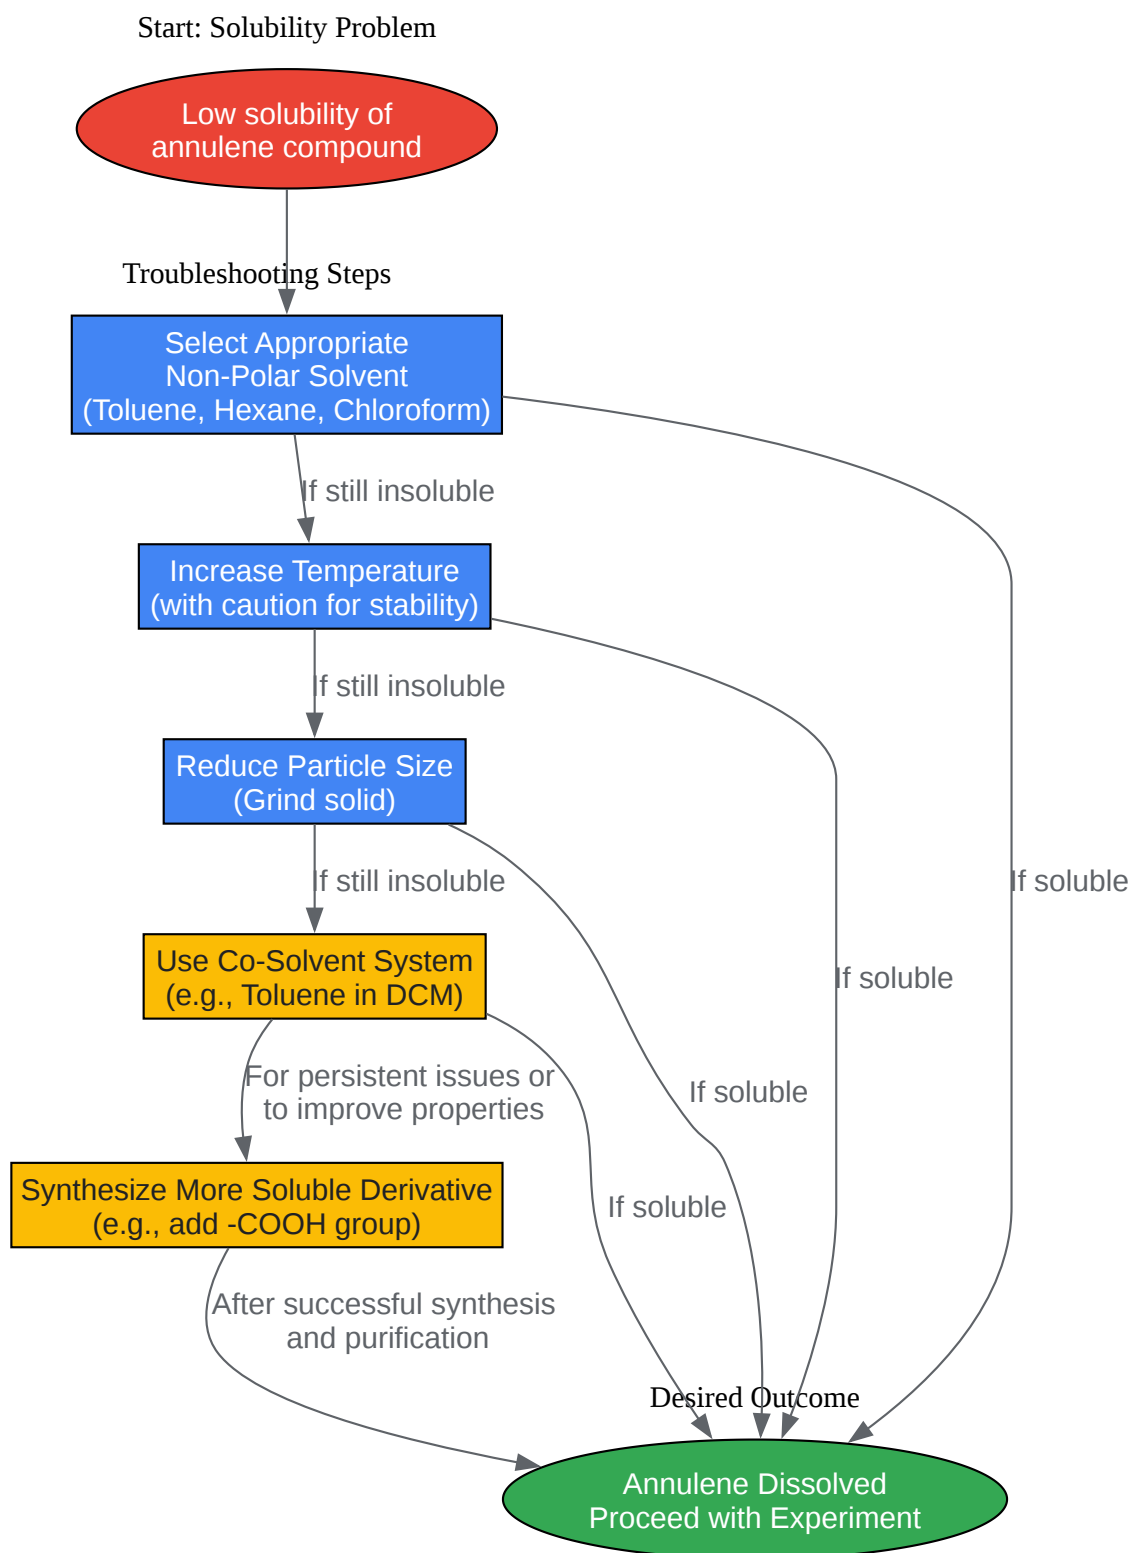 Start: Solubility Problem
Low solubility of
annulene compound
Troubleshooting Steps
Select Appropriate
Non-Polar Solvent
(Toluene, Hexane, Chloroform)
If still insoluble
Increase Temperature
(with caution for stability)
If still insoluble
Reduce Particle Size
(Grind solid)
If still insoluble
If soluble
Use Co-Solvent System
(e.g., Toluene in DCM)
If soluble
For persistent issues or
to improve properties
If soluble
Synthesize More Soluble Derivative
(e.g., add -COOH group)
If soluble
After successful synthesis
and purification
Desired Outcome
Annulene Dissolved
Proceed with Experiment